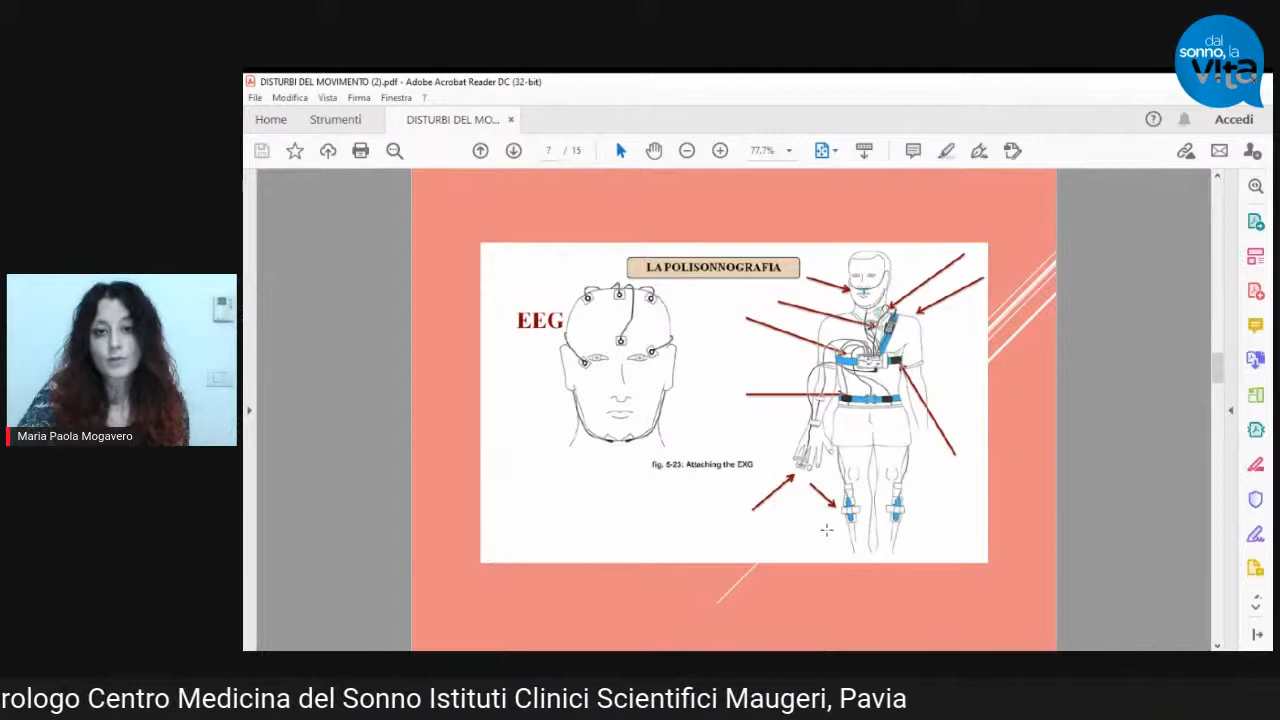 dal
sonno, la
vita
DISTURBI DEL MOVIMENTO (2).pdf - Adobe Acrobat Reader DC (32-bit)
File Modifica Vista Firma Finestra ?
Home Strumenti DISTURBI DEL MO... × Accedi
7 / 15 77.7%
LA POLISONNOGRAFIA
EEG
fig. 5-23: Attaching the EXG
Maria Paola Mogavero
rologo Centro Medicina del Sonno Istituti Clinici Scientifici Maugeri, Pavia